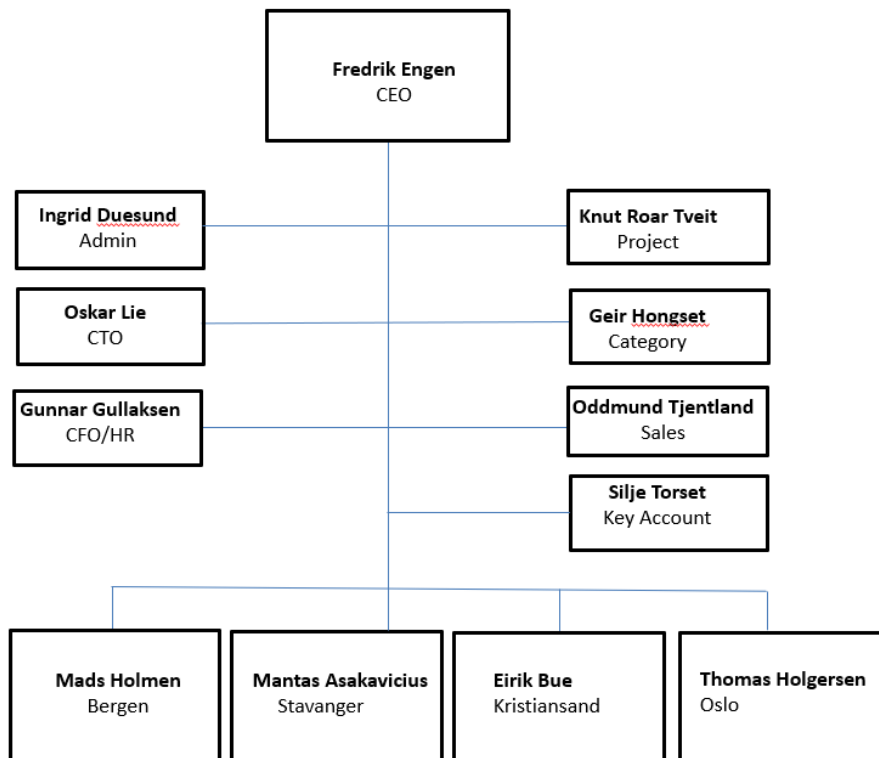 Fredrik Engen
CEO
Ingrid Duesund
Admin
Knut Roar Tveit
Project
Oskar Lie
CTO
Geir Hongset
Category
Gunnar Gullaksen
CFO/HR
Oddmund Tjentland
Sales
Silje Torset
Key Account
Mads Holmen
Bergen
Mantas Asakavicius
Stavanger
Eirik Bue
Kristiansand
Thomas Holgersen
Oslo